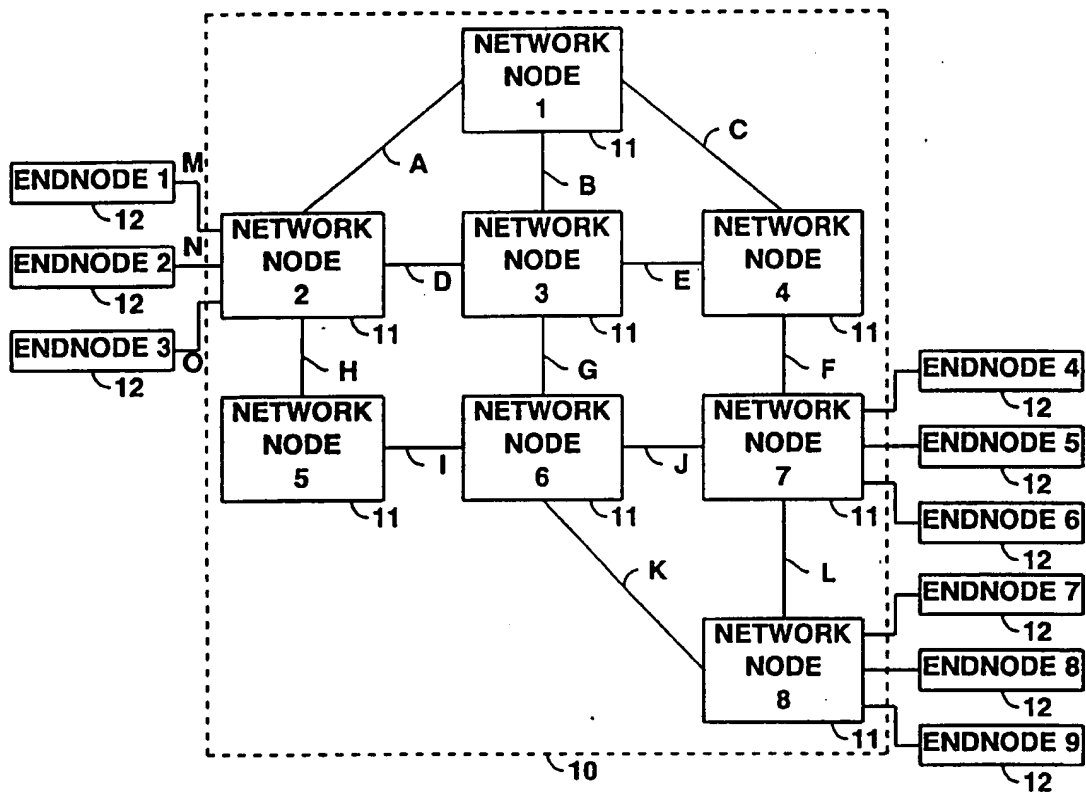 NETWORK
NODE
1
11
A
B
C
M
ENDNODE 1
12
N
ENDNODE 2
12
ENDNODE 3
O
12
NETWORK
NODE
2
11
D
NETWORK
NODE
3
11
E
NETWORK
NODE
4
11
H
G
F
NETWORK
NODE
5
11
I
NETWORK
NODE
6
11
J
NETWORK
NODE
7
11
ENDNODE 4
12
ENDNODE 5
12
ENDNODE 6
12
K
L
NETWORK
NODE
8
11
ENDNODE 7
12
ENDNODE 8
12
ENDNODE 9
12
10